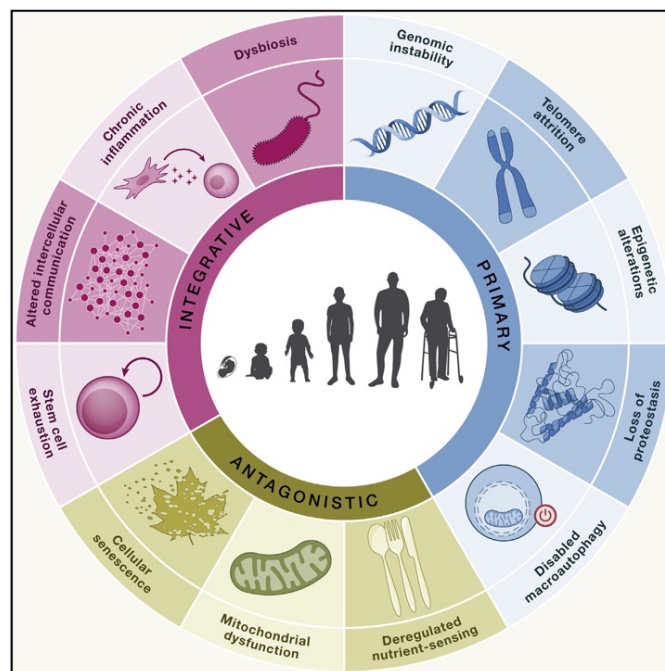 Genomic
instability
Telomere
attrition
Epigenetic
alterations
Loss of
proteostasis
Disabled
macroautophagy
Deregulated
nutrient-sensing
Mitochondrial
dysfunction
Cellular
senescence
Stem cell
exhaustion
Altered intercellular
communication
Chronic
inflammation
Dysbiosis
PRIMARY
ANTAGONISTIC
INTEGRATIVE